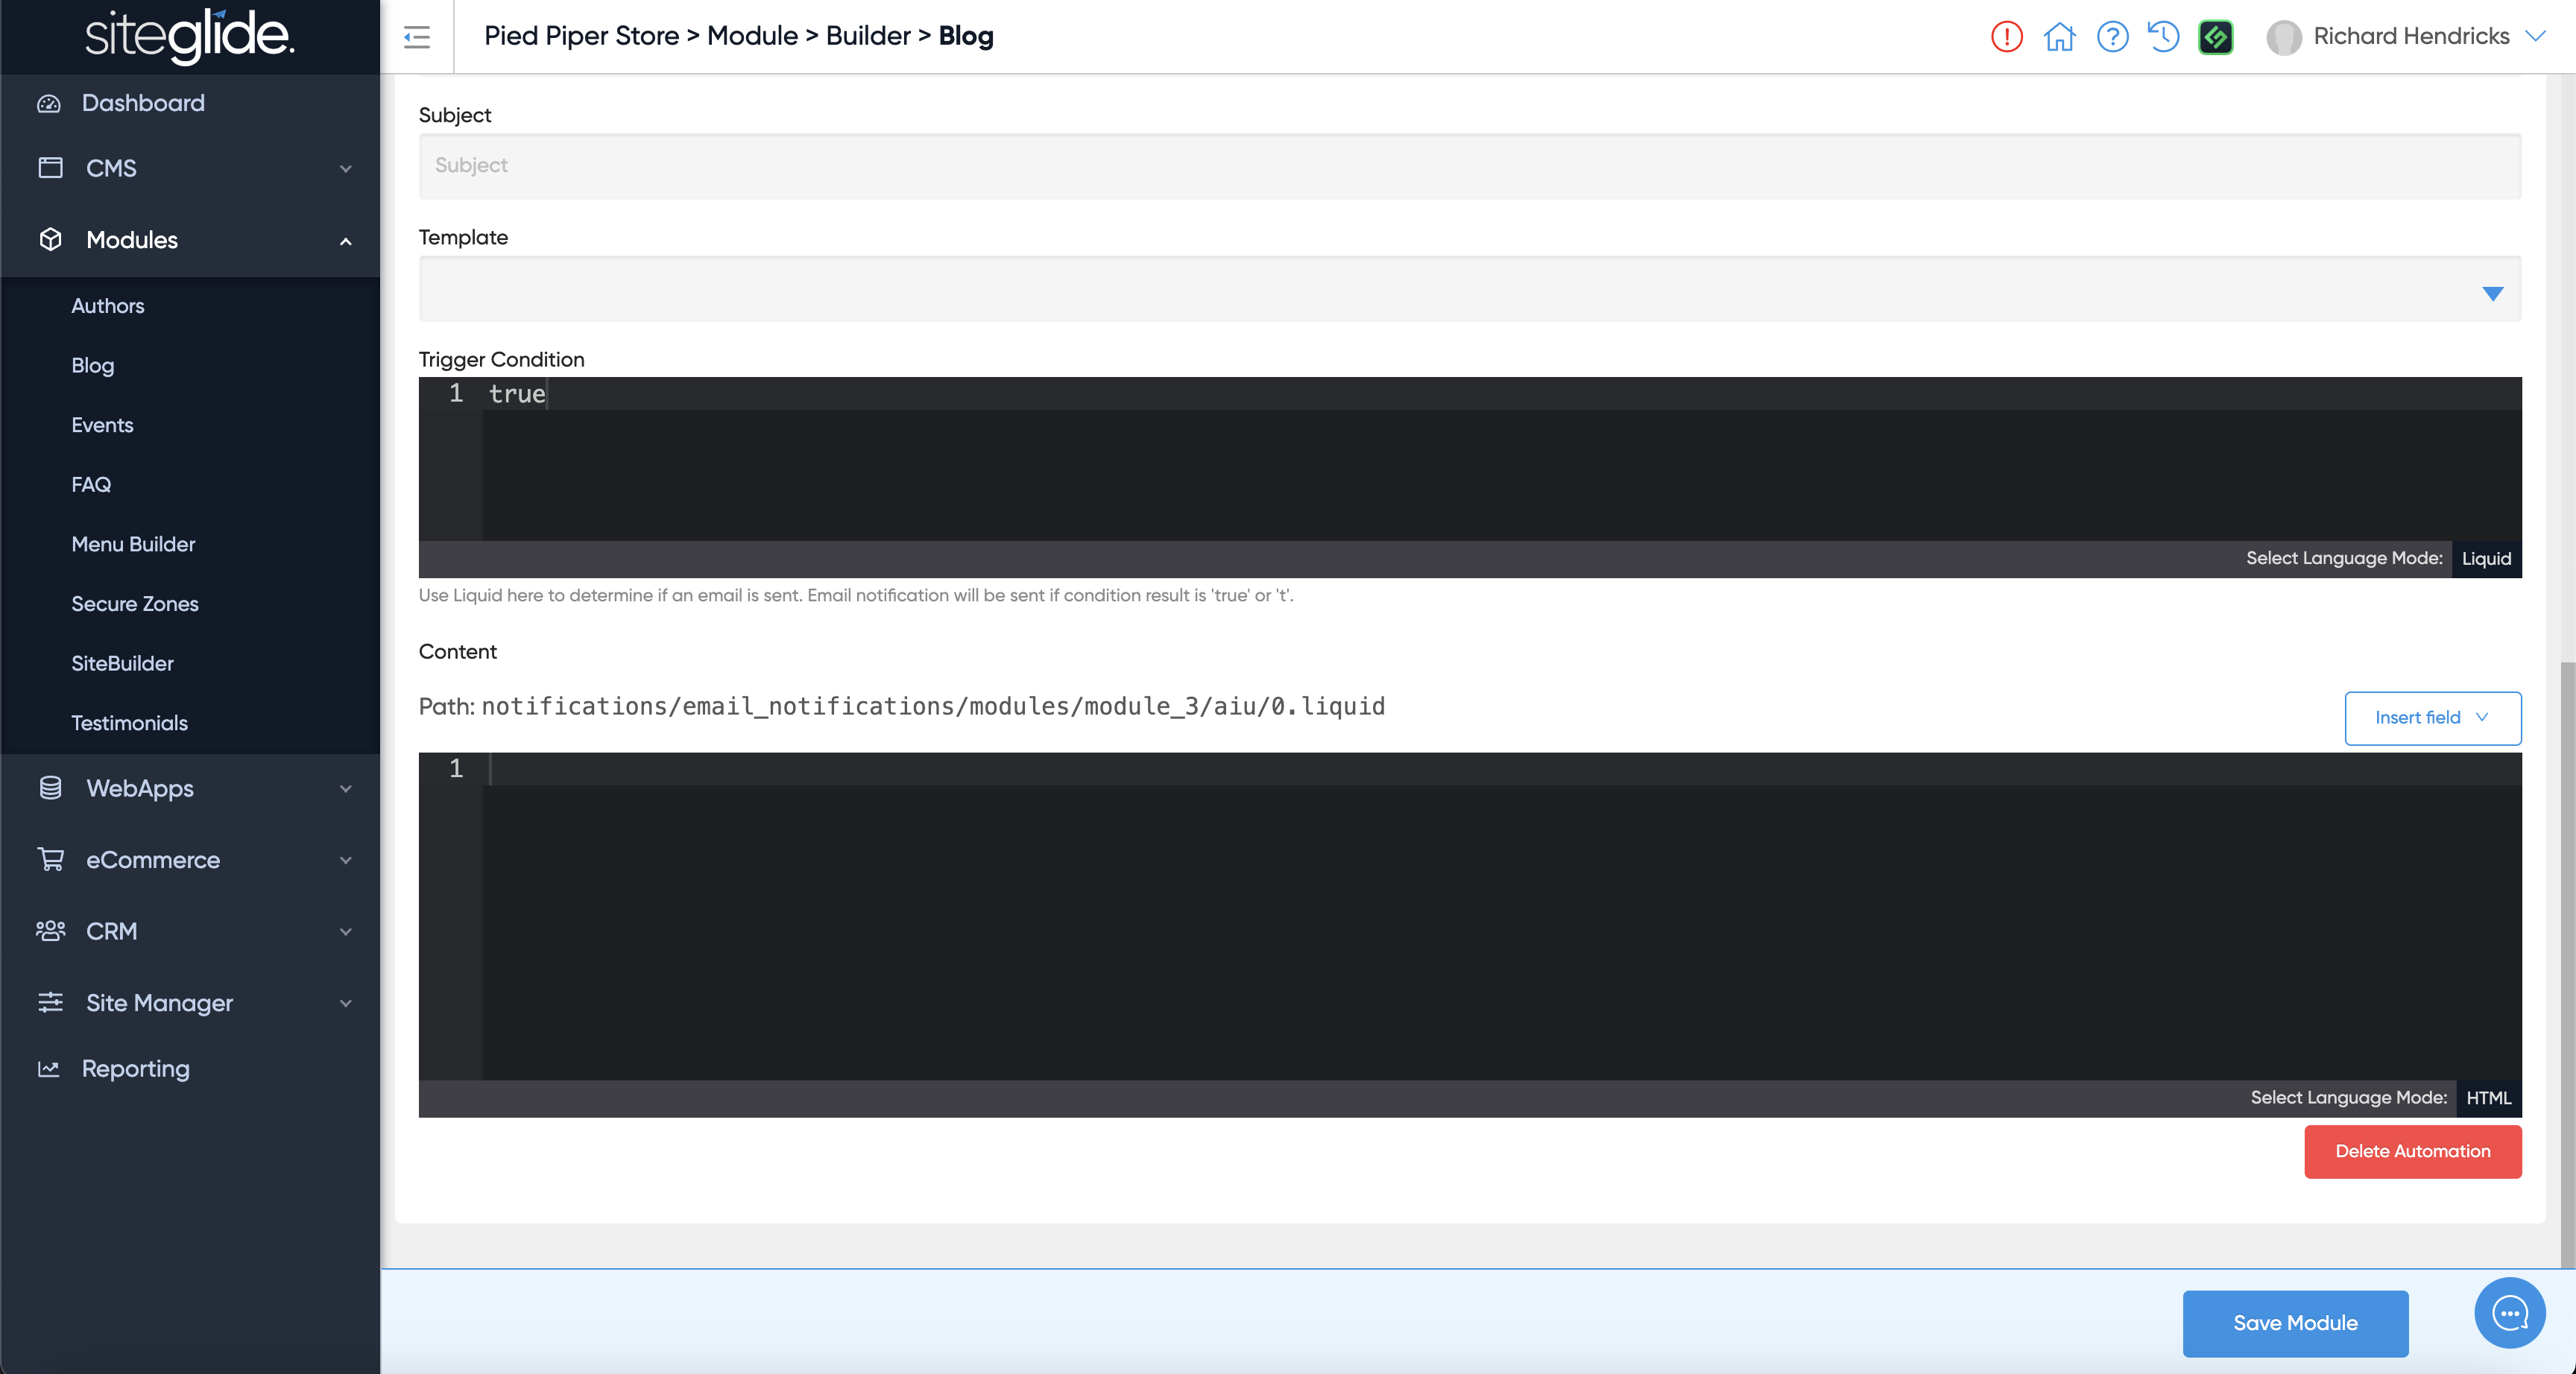 siteglide.
Pied Piper Store > Module > Builder > Blog
Richard Hendricks
Dashboard
CMS
Modules
Authors
Blog
Events
FAQ
Menu Builder
Secure Zones
SiteBuilder
Testimonials
WebApps
eCommerce
CRM
Site Manager
Reporting
Subject
Subject
Template
Trigger Condition
1 true
Select Language Mode: Liquid
Use Liquid here to determine if an email is sent. Email notification will be sent if condition result is 'true' or 't'.
Content
Path: notifications/email_notifications/modules/module_3/aiu/0.liquid
Insert field
1
Select Language Mode: HTML
Delete Automation
Save Module